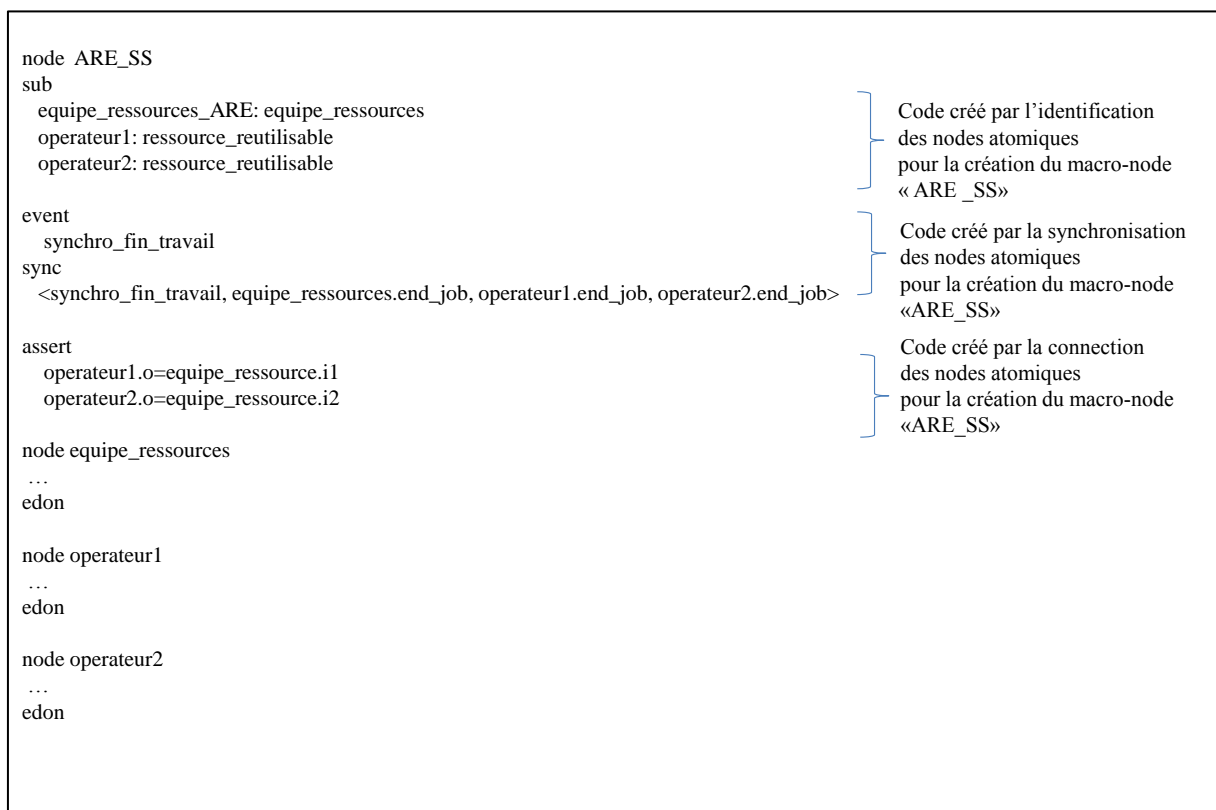 node ARE_SS
sub
equipe_ressources_ARE: equipe_ressources
operateur1: ressource_reutilisable
operateur2: ressource_reutilisable
Code créé par l'identification
des nodes atomiques
pour la création du macro-node
« ARE _SS»
event
synchro_fin_travail
sync
<synchro_fin_travail, equipe_ressources.end_job, operateur1.end_job, operateur2.end_job>
Code créé par la synchronisation
des nodes atomiques
pour la création du macro-node
«ARE_SS»
assert
operateur1.o=equipe_ressource.i1
operateur2.o=equipe_ressource.i2
Code créé par la connection
des nodes atomiques
pour la création du macro-node
«ARE_SS»
node equipe_ressources
…
edon
node operateur1
…
edon
node operateur2
…
edon